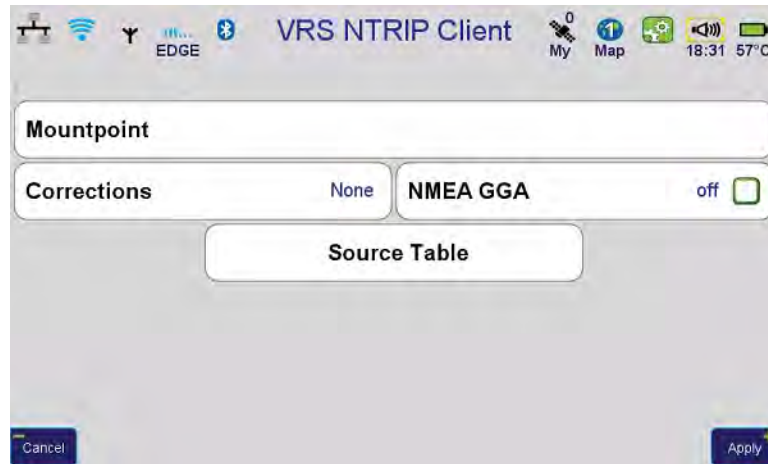 VRS NTRIP Client
0
EDGE
My
1
Map
18:31
57°C
Mountpoint
Corrections None
NMEA GGA off
Source Table
Cancel
Apply